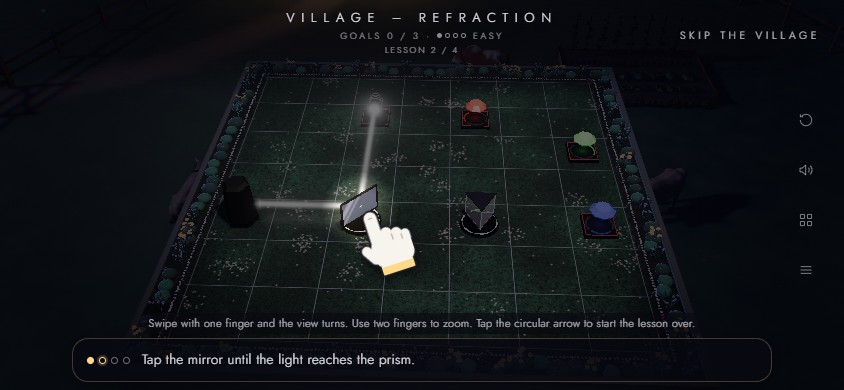 VILLAGE — REFRACTION
GOALS 0 / 3 · EASY
LESSON 2 / 4
SKIP THE VILLAGE
Swipe with one finger and the view turns. Use two fingers to zoom. Tap the circular arrow to start the lesson over.
Tap the mirror until the light reaches the prism.